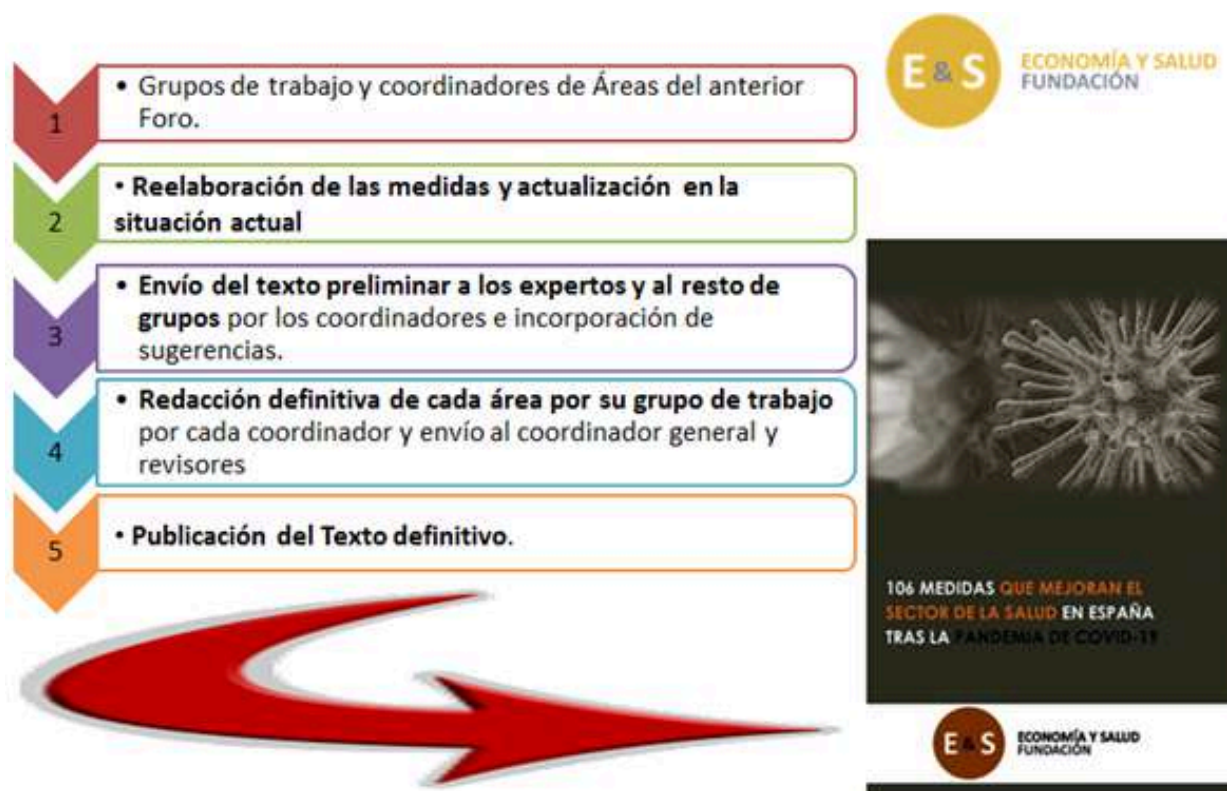 1
• Grupos de trabajo y coordinadores de Áreas del anterior
Foro.
2
• Reelaboración de las medidas y actualización en la
situación actual
3
• Envío del texto preliminar a los expertos y al resto de
grupos por los coordinadores e incorporación de
sugerencias.
4
• Redacción definitiva de cada área por su grupo de trabajo
por cada coordinador y envío al coordinador general y
revisores
5
• Publicación del Texto definitivo.
E & S
ECONOMÍA Y SALUD
FUNDACIÓN
106 MEDIDAS QUE MEJORAN EL
SECTOR DE LA SALUD EN ESPAÑA
TRAS LA PANDEMIA DE COVID-19
E & S
ECONOMÍA Y SALUD
FUNDACIÓN